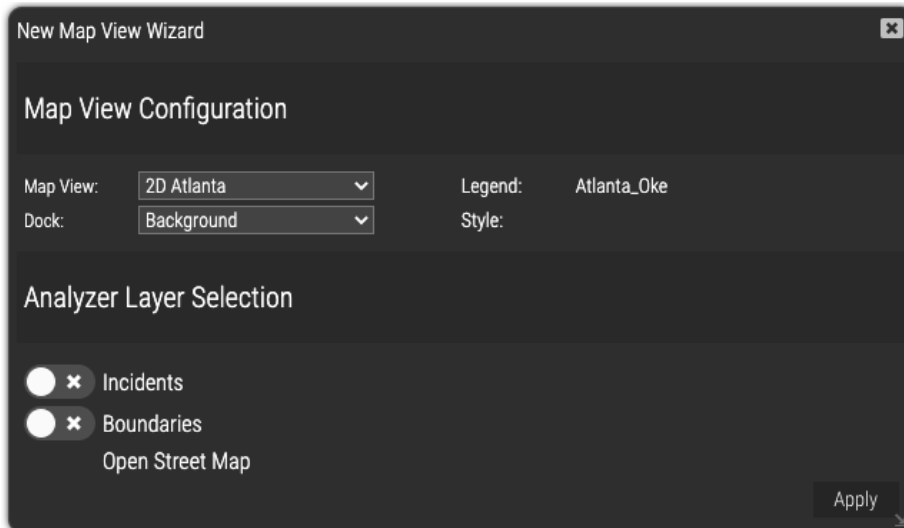 New Map View Wizard
Map View Configuration
Map View: 2D Atlanta Legend: Atlanta_Oke
Dock: Background Style:
Analyzer Layer Selection
Incidents
Boundaries
Open Street Map
Apply